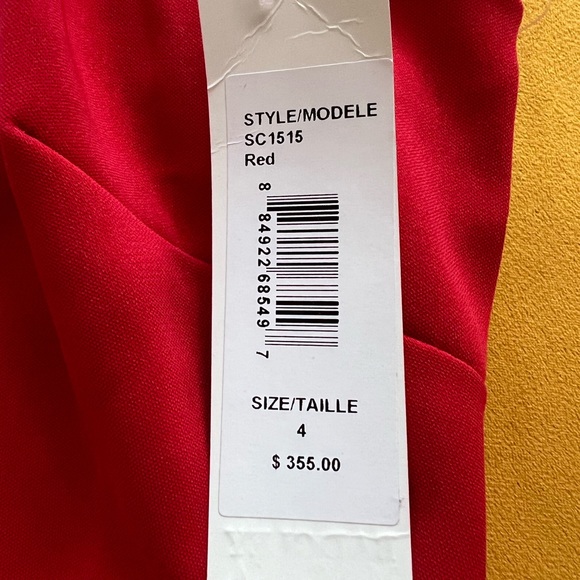 STYLE/MODELE
SC1515
Red
8 84922 68549 7
SIZE/TAILLE
4
$ 355.00